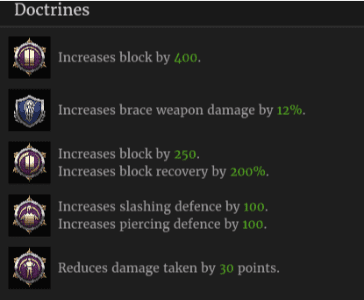 Doctrines
Increases block by 400.
Increases brace weapon damage by 12%.
Increases block by 250.
Increases block recovery by 200%.
Increases slashing defence by 100.
Increases piercing defence by 100.
Reduces damage taken by 30 points.